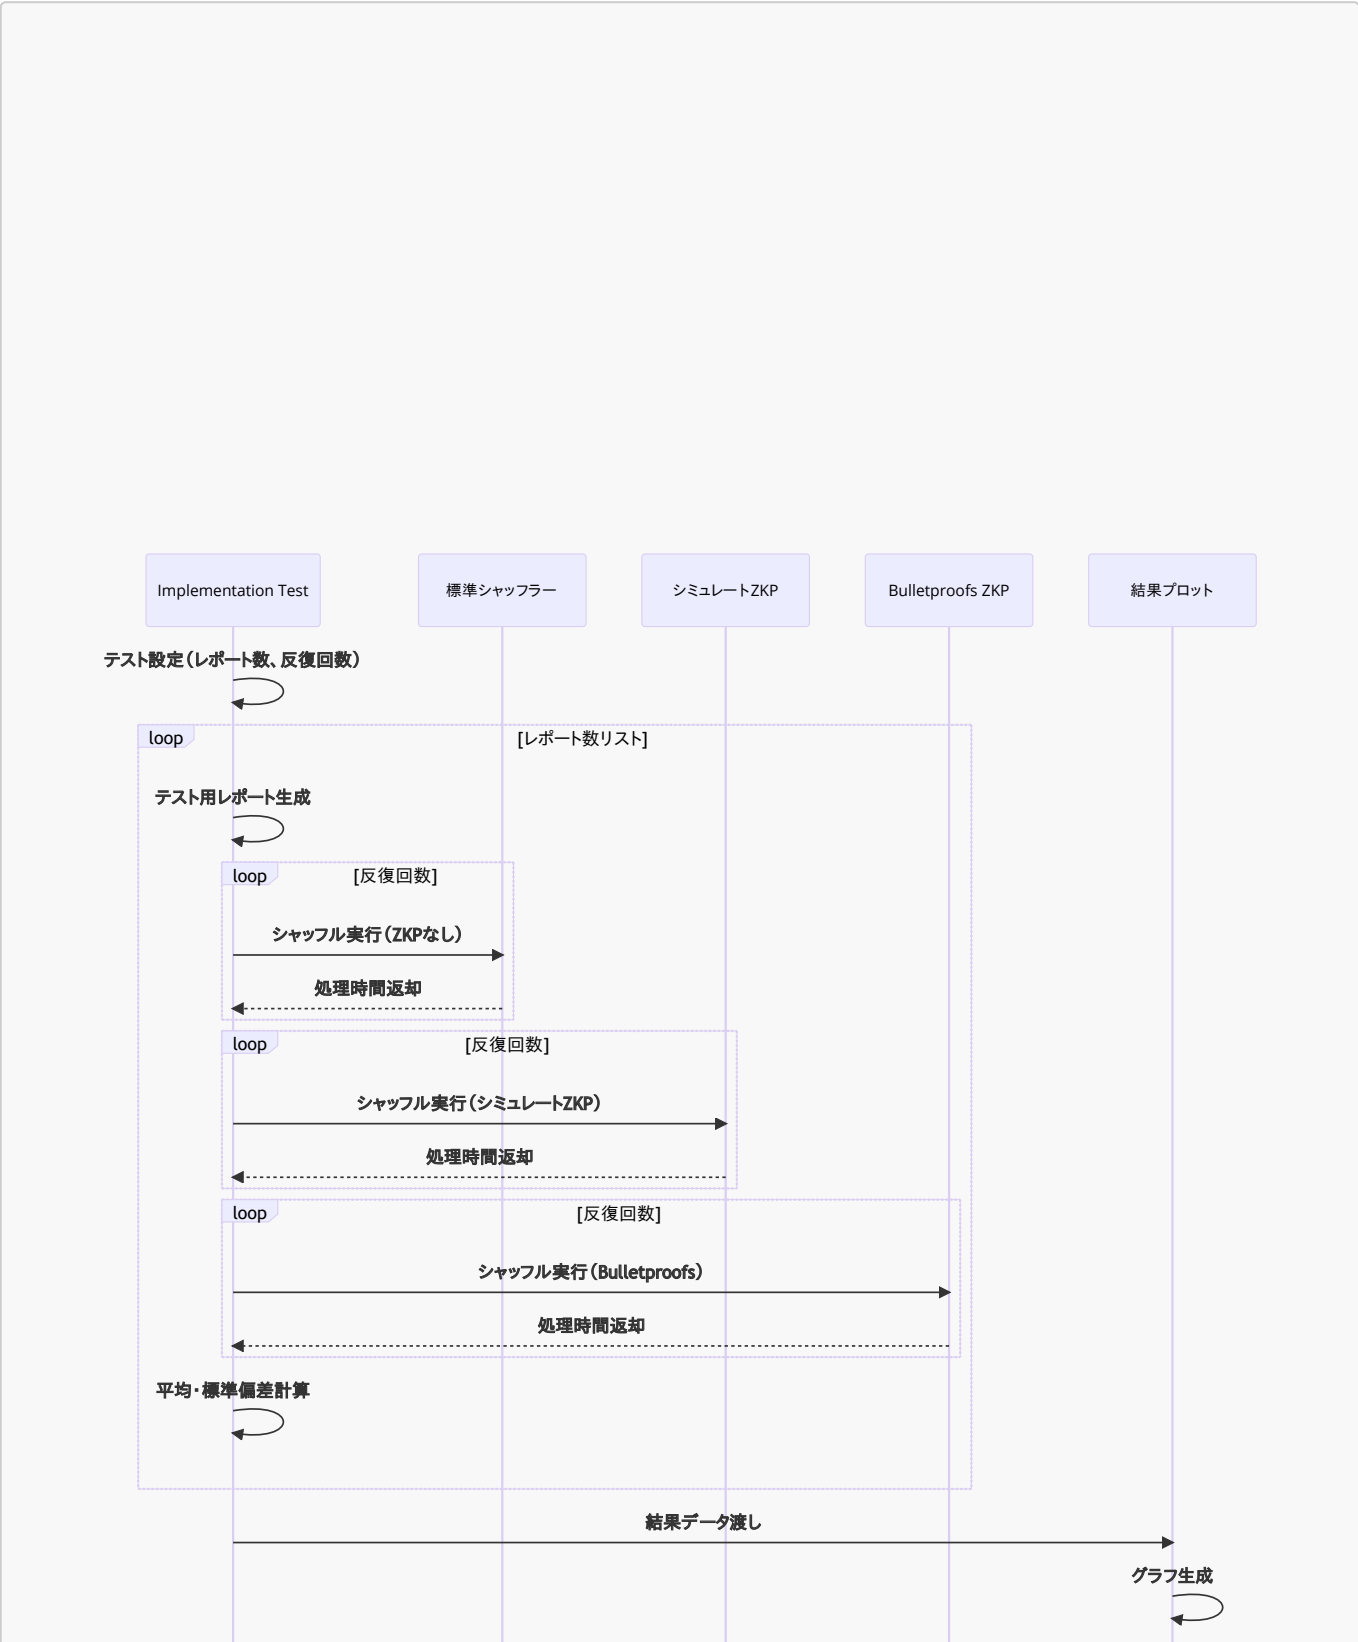 Implementation Test
標準シャッフラー
シミュレートZKP
Bulletproofs ZKP
結果プロット
テスト設定（レポート数、反復回数）
loop
[レポート数リスト]
テスト用レポート生成
loop
[反復回数]
シャッフル実行（ZKPなし）
処理時間返却
loop
[反復回数]
シャッフル実行（シミュレートZKP）
処理時間返却
loop
[反復回数]
シャッフル実行（Bulletproofs）
処理時間返却
平均・標準偏差計算
結果データ渡し
グラフ生成